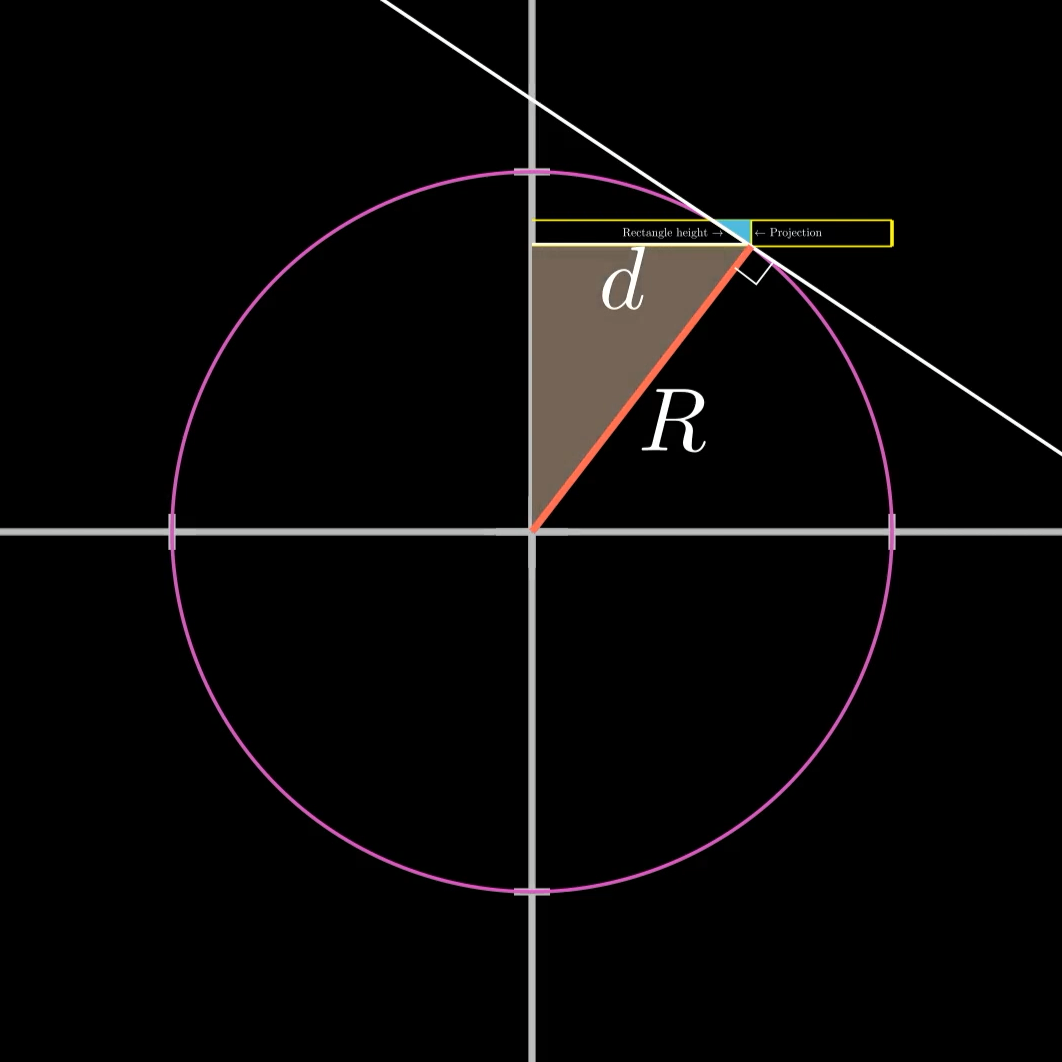 Rectangle height →
← Projection
d
R